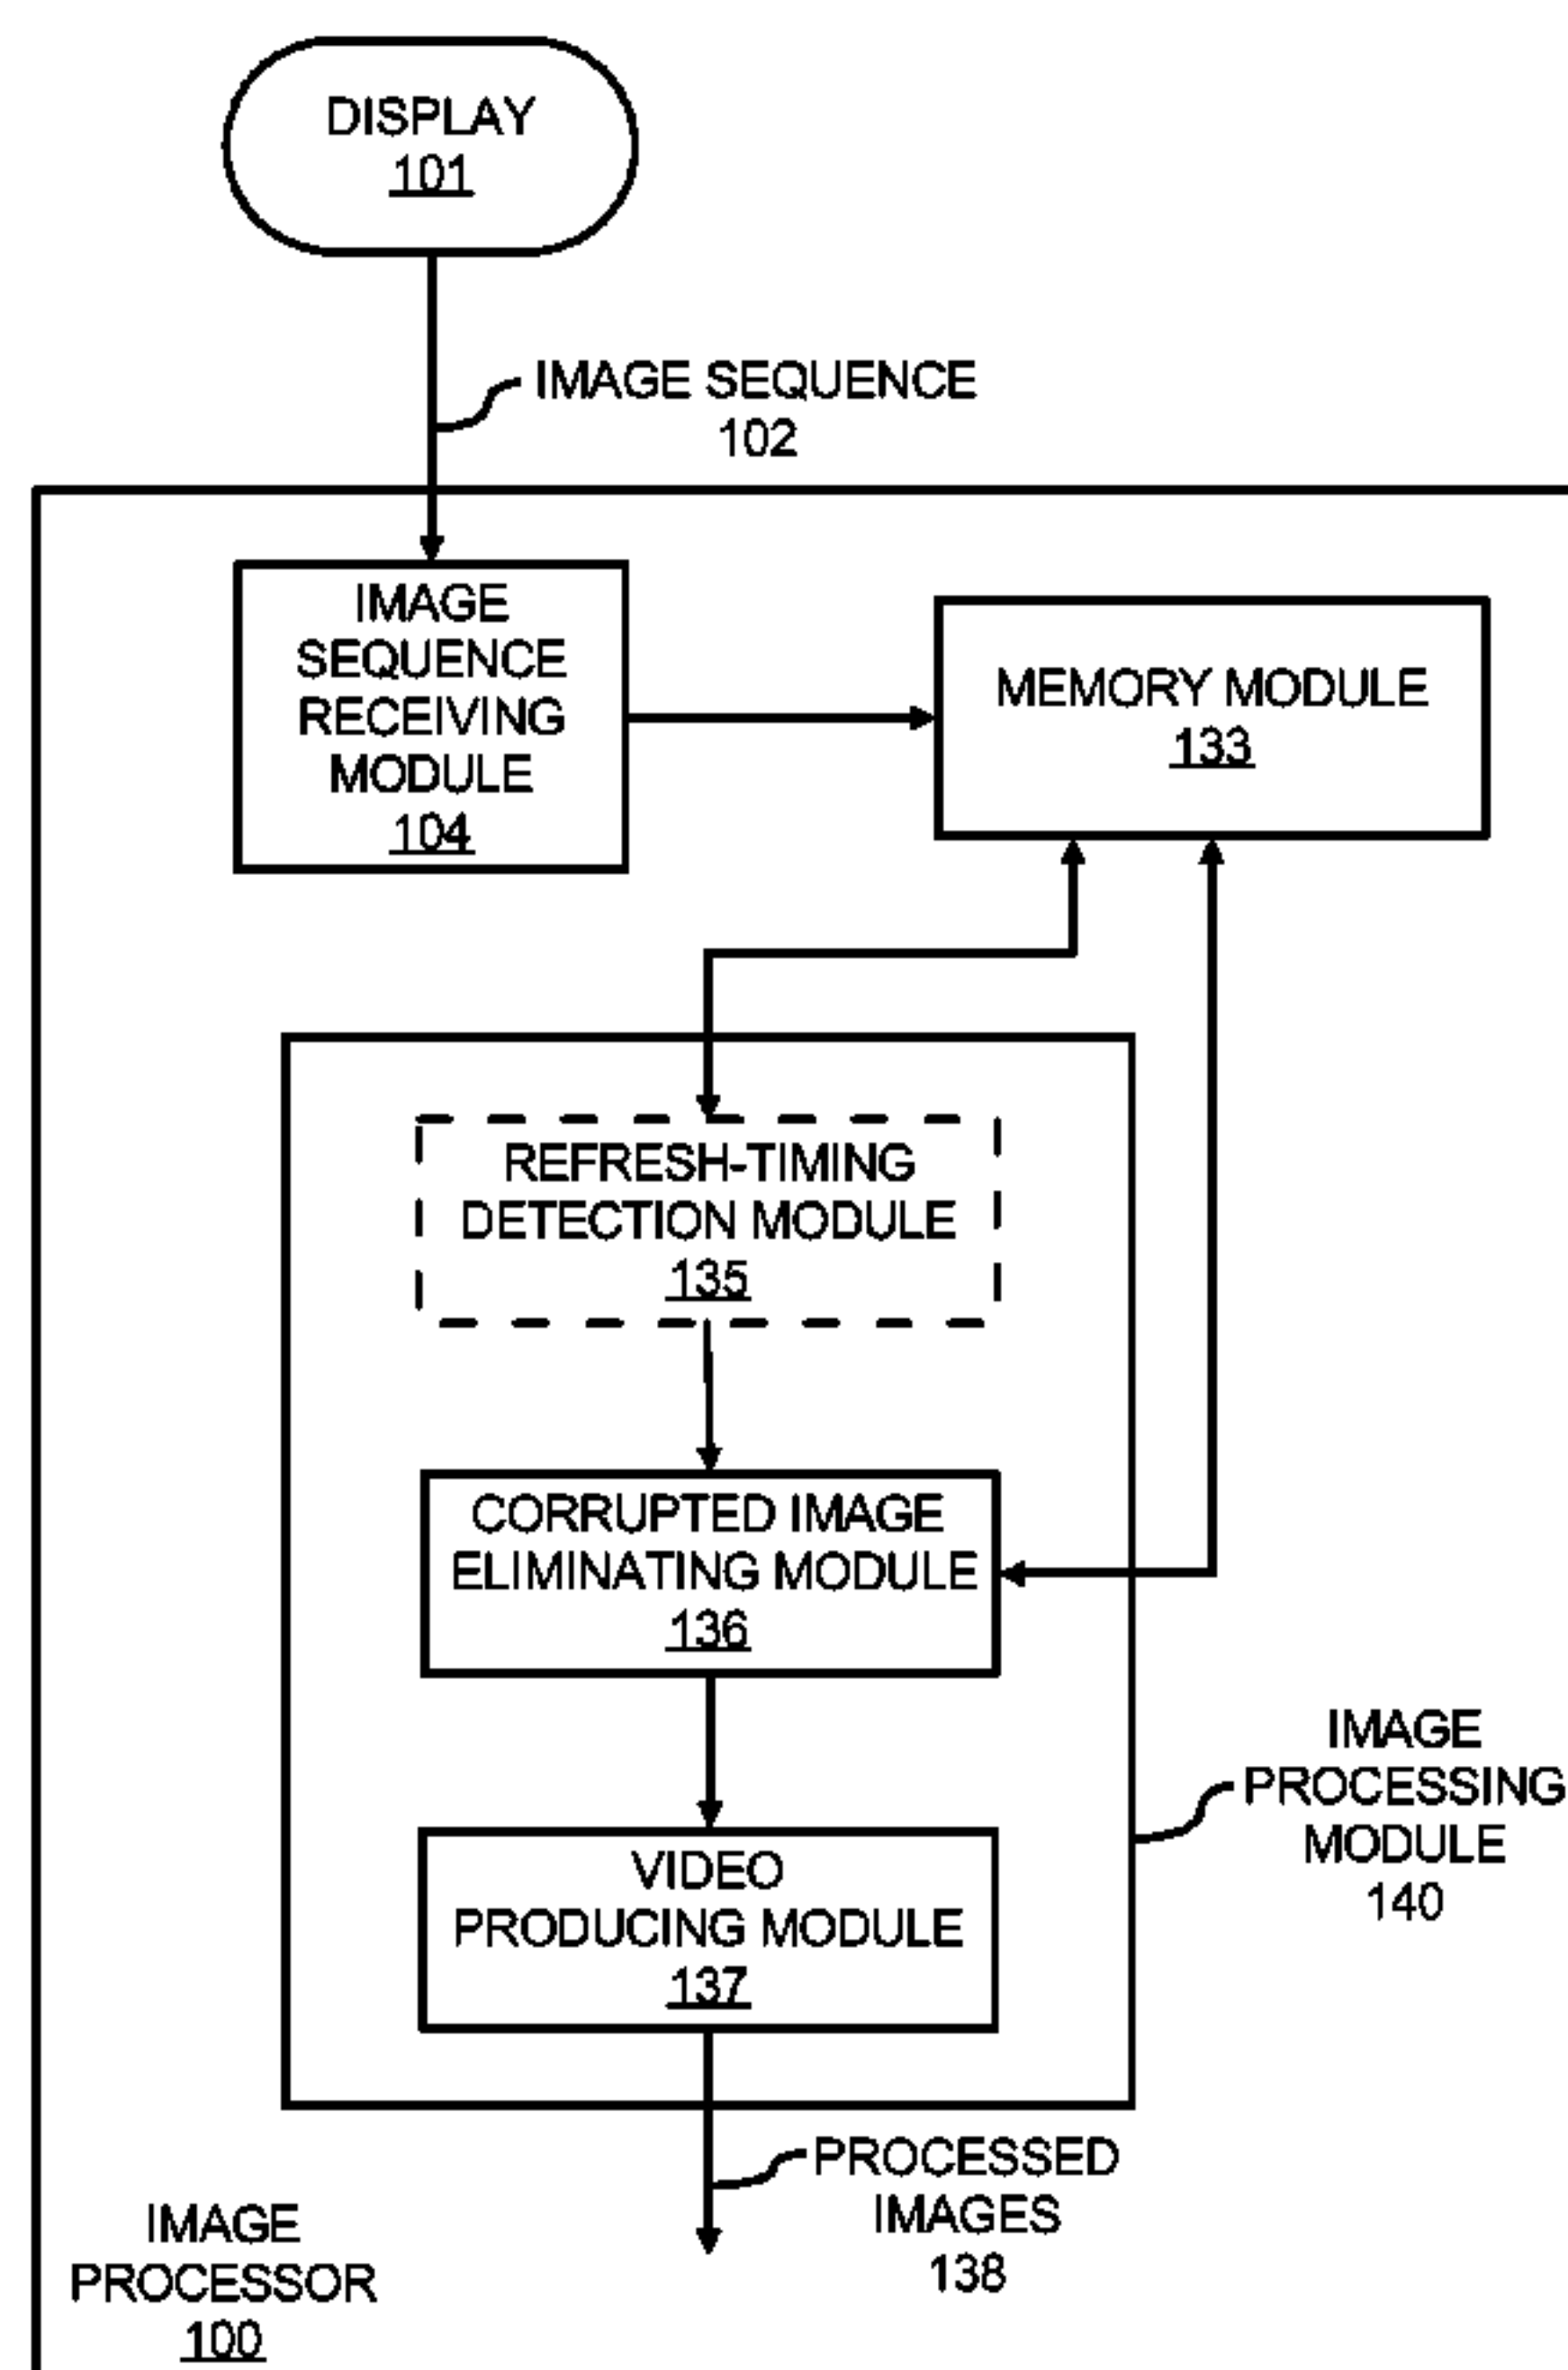 DISPLAY
101
IMAGE SEQUENCE
102
IMAGE
SEQUENCE
RECEIVING
MODULE
104
MEMORY MODULE
133
REFRESH-TIMING
DETECTION MODULE
135
CORRUPTED IMAGE
ELIMINATING MODULE
136
IMAGE
PROCESSING
MODULE
140
VIDEO
PRODUCING MODULE
137
PROCESSED
IMAGES
138
IMAGE
PROCESSOR
100